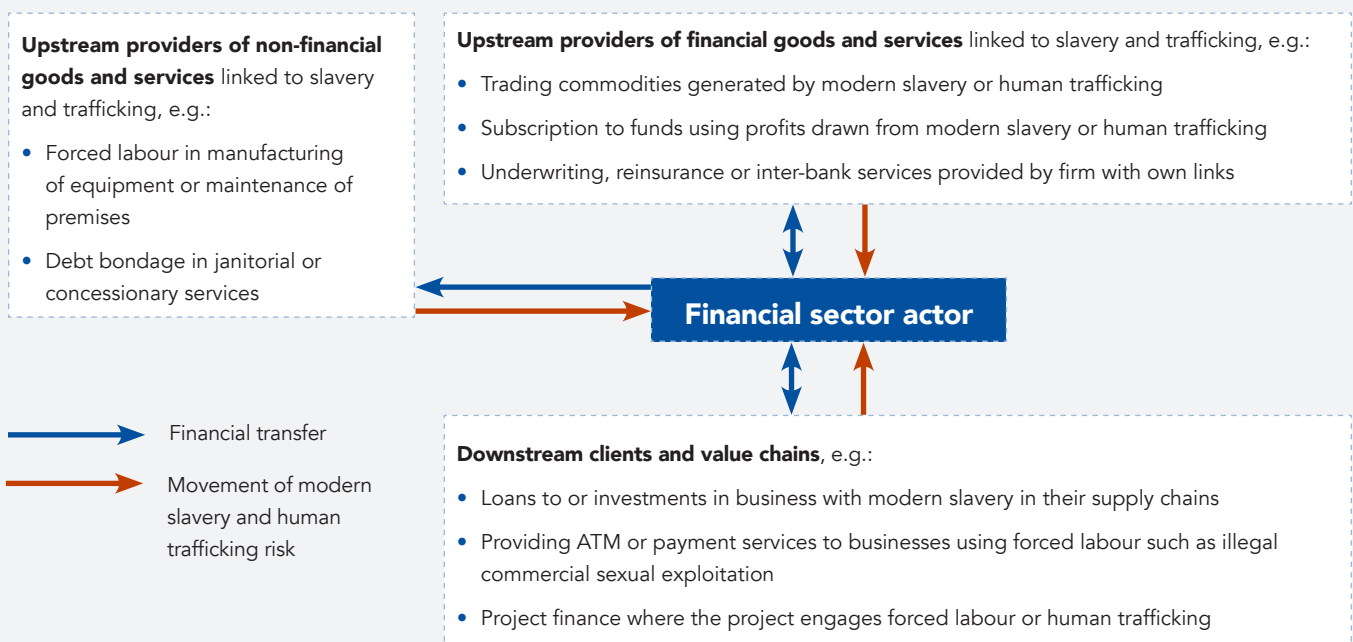 Upstream providers of non-financial
goods and services linked to slavery
and trafficking, e.g.:
• Forced labour in manufacturing
of equipment or maintenance of
premises
• Debt bondage in janitorial or
concessionary services
Upstream providers of financial goods and services linked to slavery and trafficking, e.g.:
• Trading commodities generated by modern slavery or human trafficking
• Subscription to funds using profits drawn from modern slavery or human trafficking
• Underwriting, reinsurance or inter-bank services provided by firm with own links
Financial sector actor
Financial transfer
Movement of modern
slavery and human
trafficking risk
Downstream clients and value chains, e.g.:
• Loans to or investments in business with modern slavery in their supply chains
• Providing ATM or payment services to businesses using forced labour such as illegal
commercial sexual exploitation
• Project finance where the project engages forced labour or human trafficking